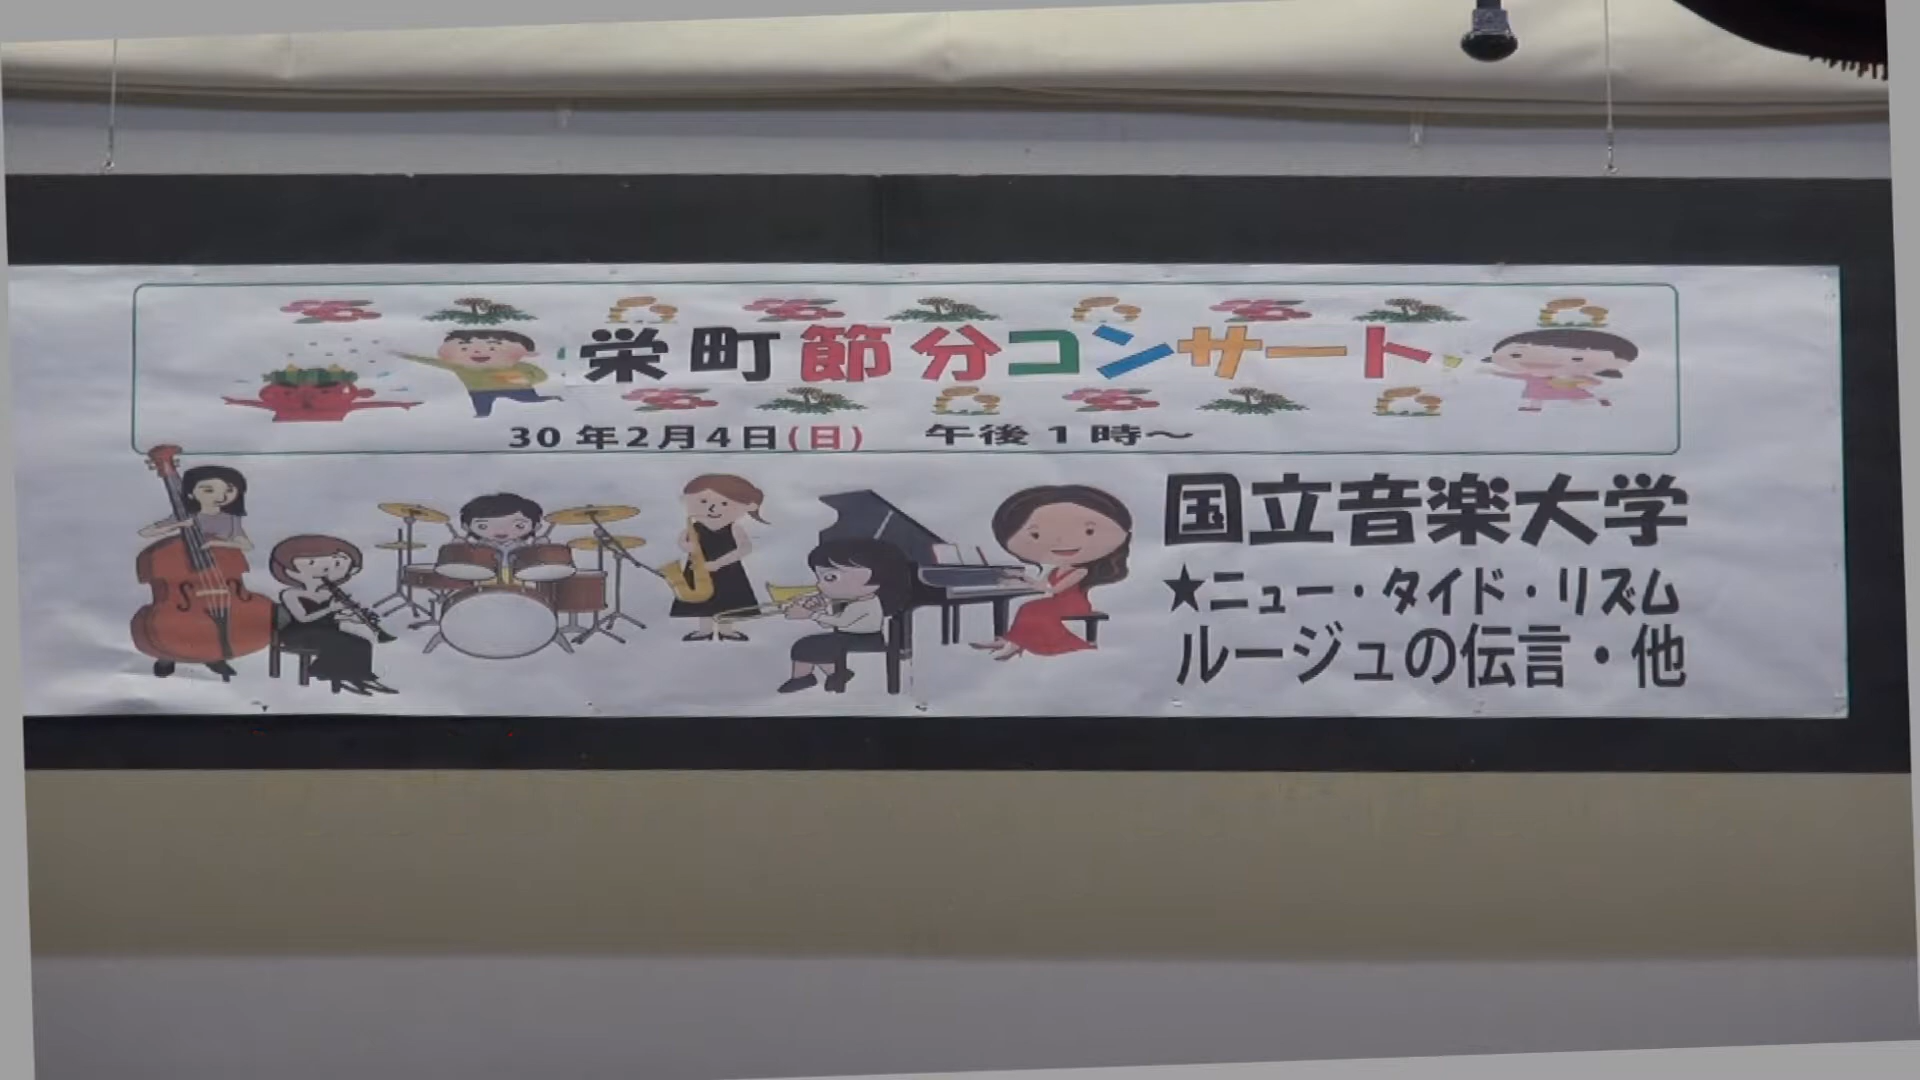 栄町節分コンサート
30年2月4日(日) 午後1時～
国立音楽大学
★ニュー・タイド・リズム
ルージュの伝言・他